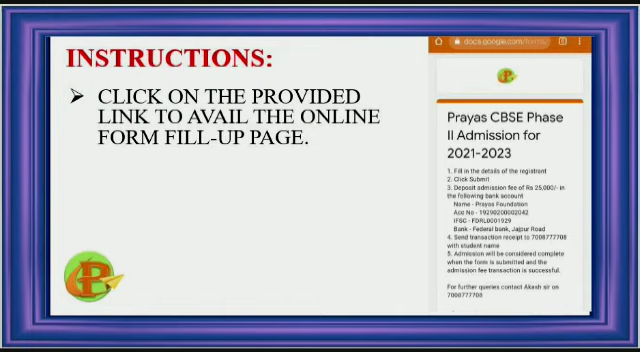 INSTRUCTIONS:
➤ CLICK ON THE PROVIDED
LINK TO AVAIL THE ONLINE
FORM FILL-UP PAGE.
docs.google.com/forms
Prayas CBSE Phase
II Admission for
2021-2023
1. Fill in the details of the registrant
2. Click Submit
3. Deposit admission fee of Rs 25,000/- in
the following bank account
Name - Prayas Foundation
Acc No - 19290200002042
IFSC - FDRL0001929
Bank - Federal bank, Jajpur Road
4. Send transaction receipt to 7008777708
with student name
5. Admission will be considered complete
when the form is submitted and the
admission fee transaction is successful.
For further queries contact Akash sir on
7008777708